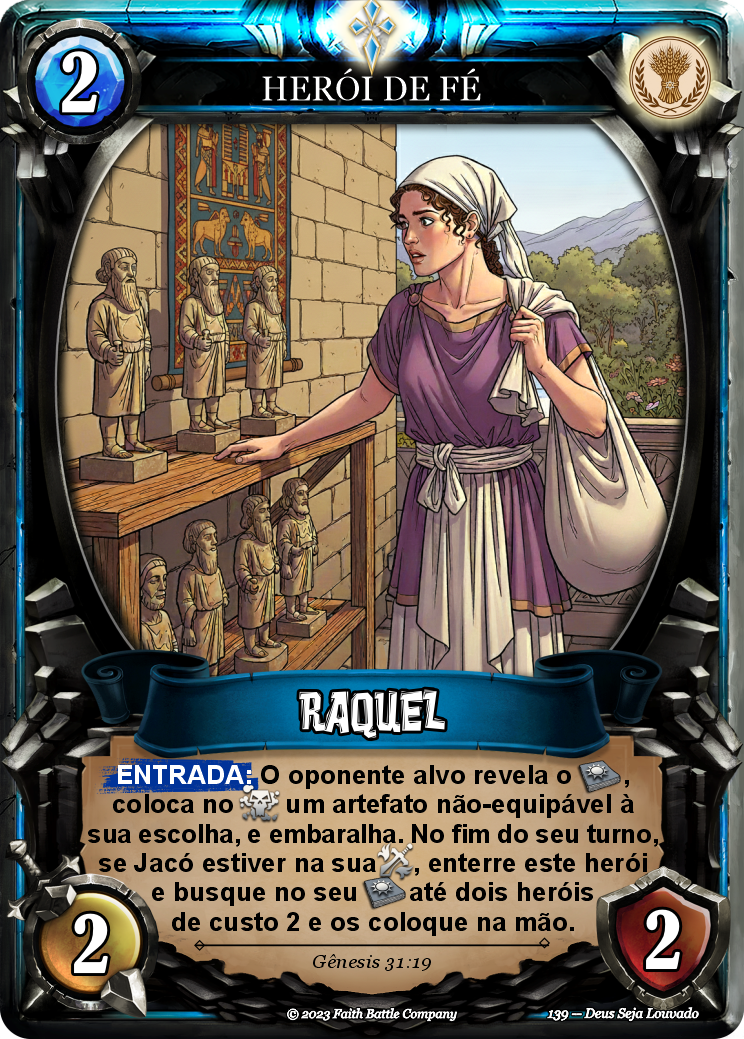 2
HERÓI DE FÉ
RAQUEL
ENTRADA: O oponente alvo revela o ,
coloca no um artefato não-equipável à
sua escolha, e embaralha. No fim do seu turno,
se Jacó estiver na sua , enterre este herói
e busque no seu até dois heróis
de custo 2 e os coloque na mão.
2
2
Gênesis 31:19
© 2023 Faith Battle Company
139 – Deus Seja Louvado